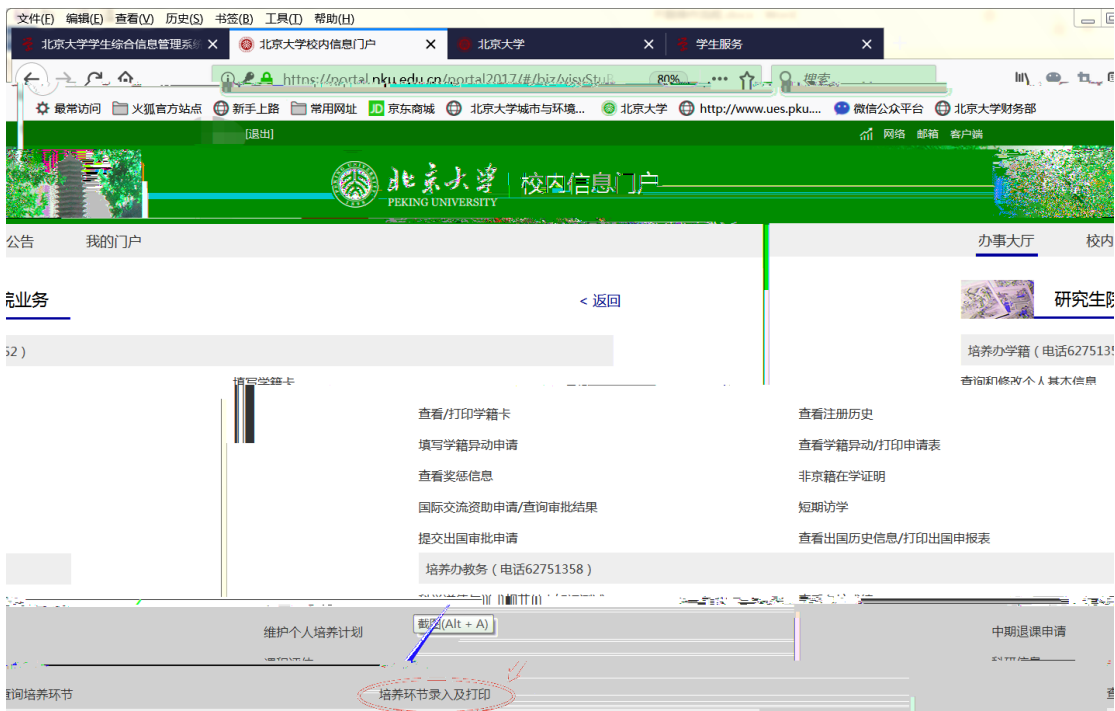 文件(F) 编辑(E) 查看(V) 历史(S) 书签(B) 工具(T) 帮助(H)
北京大学学生综合信息管理系统 北京大学校内信息门户 北京大学 学生服务
80% 搜索
最常访问 火狐官方站点 新手上路 常用网址 JD 京东商城 北京大学城市与环境... 北京大学 http://www.ues.pku.... 微信公众平台 北京大学财务部
[退出] 网络 邮箱 客户端
北京大学 校内信息门户
PEKING UNIVERSITY
公告 我的门户 办事大厅 校内
院业务 < 返回 研究生院
52 ) 培养办学籍 ( 电话6275135
填写学籍卡 查询和修改个人基本信息
查看/打印学籍卡 查看注册历史
填写学籍异动申请 查看学籍异动/打印申请表
查看奖惩信息 非京籍在学证明
国际交流资助申请/查询审批结果 短期访学
提交出国审批申请 查看出国历史信息/打印出国申报表
培养办教务 ( 电话62751358 )
维护个人培养计划 截图(Alt + A) 中期退课申请
查询培养环节 培养环节录入及打印